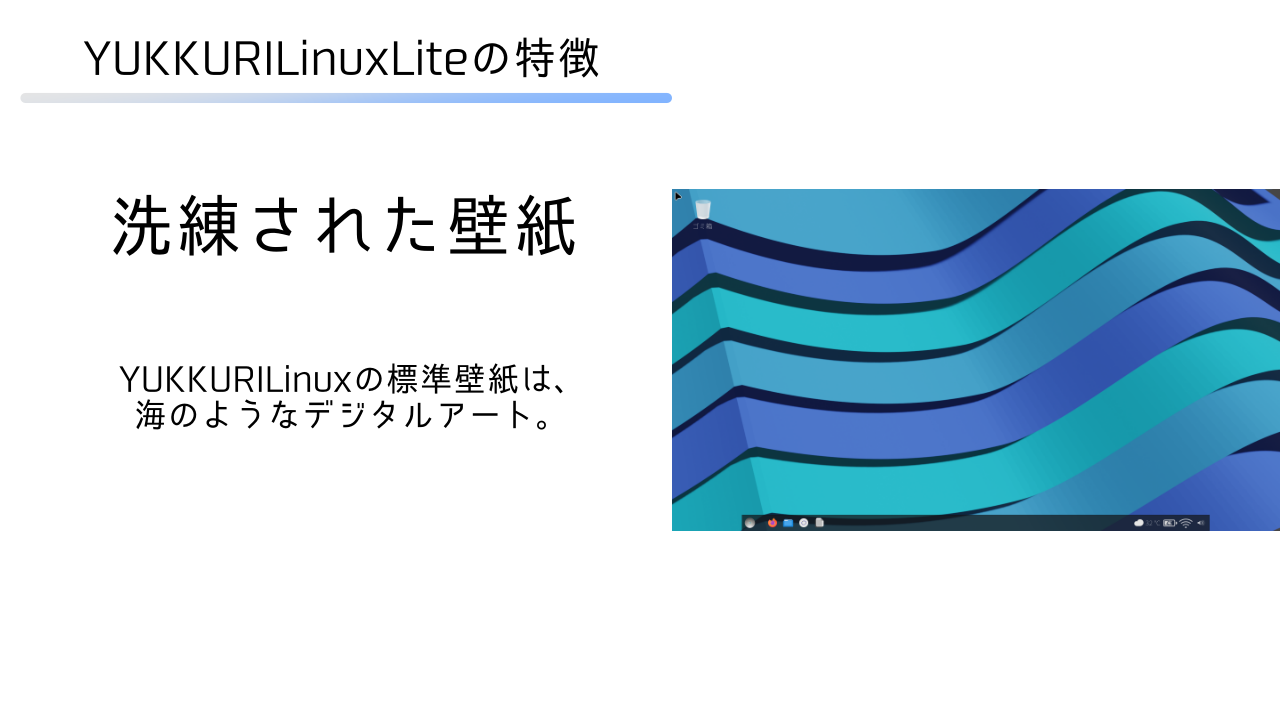 YUKKURILinuxLiteの特徴
洗練された壁紙
YUKKURILinuxの標準壁紙は、
海のようなデジタルアート。
ゴミ箱